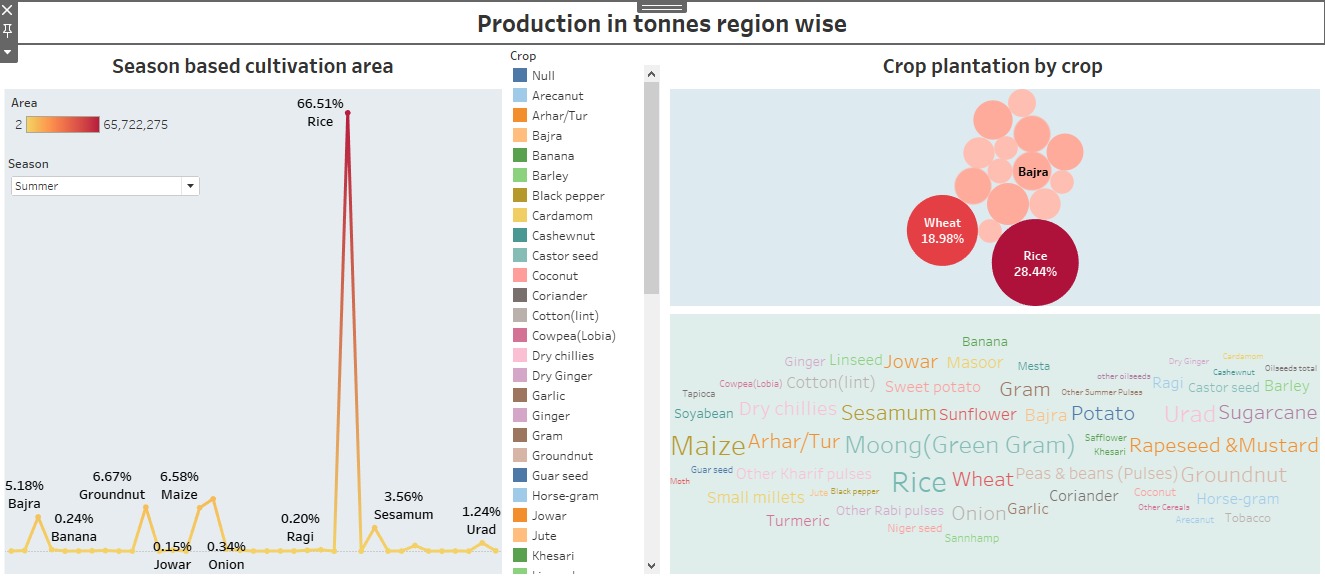 Production in tonnes region wise
Season based cultivation area
Area
2 65,722,275
Season
Summer
66.51%
Rice
5.18%
Bajra
0.24%
Banana
6.67%
Groundnut
6.58%
Maize
0.15%
Jowar
0.34%
Onion
0.20%
Ragi
3.56%
Sesamum
1.24%
Urad
Crop
Null
Arecanut
Arhar/Tur
Bajra
Banana
Barley
Black pepper
Cardamom
Cashewnut
Castor seed
Coconut
Coriander
Cotton(lint)
Cowpea(Lobia)
Dry chillies
Dry Ginger
Garlic
Ginger
Gram
Groundnut
Guar seed
Horse-gram
Jowar
Jute
Khesari
Crop plantation by crop
Bajra
Wheat
18.98%
Rice
28.44%
Banana
Ginger Linseed Jowar Masoor Mesta Dry Ginger Cardamom
Cashewnut Oilseeds total
Tapioca Cowpea(Lobia) Cotton(lint) Sweet potato Gram other oilseeds Other Summer Pulses Ragi Castor seed Barley
Soyabean Dry chillies Sesamum Sunflower Bajra Potato Urad Sugarcane
Maize Arhar/Tur Moong(Green Gram) Safflower Khesari Rapeseed &Mustard
Moth Guar seed Other Kharif pulses Rice Wheat Peas & beans (Pulses) Groundnut
Small millets Jute Black pepper Coriander Coconut Horse-gram
Turmeric Other Rabi pulses Onion Garlic Other Cereals Arecanut Tobacco
Niger seed
Sannhamp